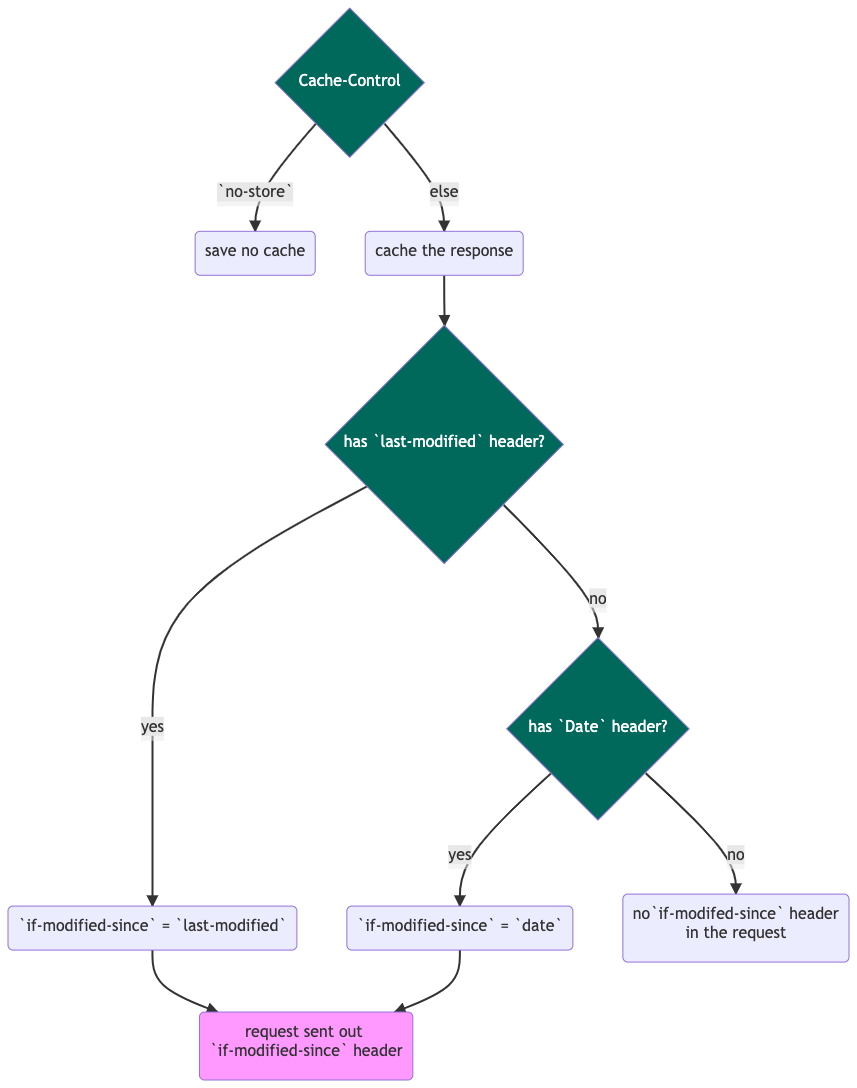 Cache-Control
`no-store`
else
save no cache
cache the response
has `last-modified` header?
no
yes
has `Date` header?
yes
no
`if-modified-since` = `last-modified`
`if-modified-since` = `date`
no`if-modifed-since` header
in the request
request sent out
`if-modified-since` header